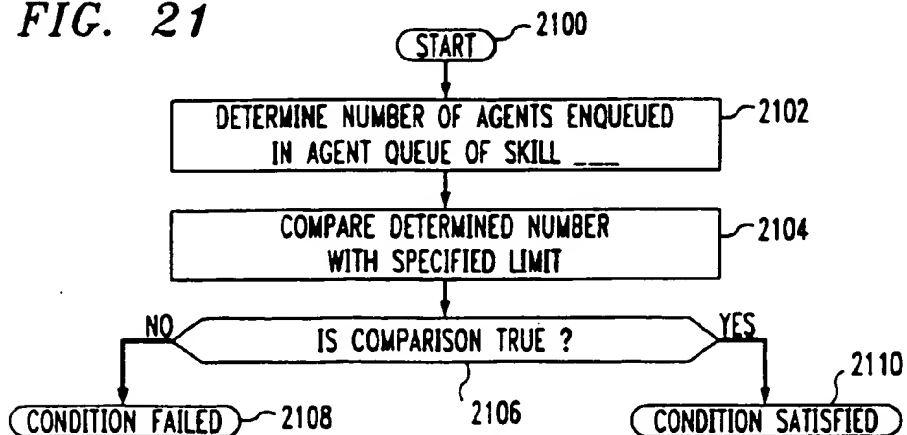 FIG. 21
START
2100
DETERMINE NUMBER OF AGENTS ENQUEUED
IN AGENT QUEUE OF SKILL ___
2102
COMPARE DETERMINED NUMBER
WITH SPECIFIED LIMIT
2104
NO
IS COMPARISON TRUE ?
YES
2106
CONDITION FAILED
2108
CONDITION SATISFIED
2110